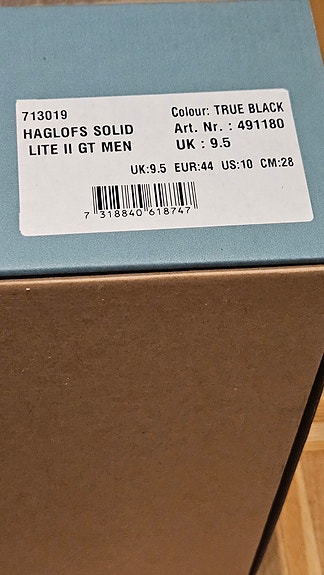 713019
HAGLOFS SOLID
LITE II GT MEN
Colour: TRUE BLACK
Art. Nr. : 491180
UK : 9.5
UK:9.5 EUR:44 US:10 CM:28
7 318840 618747